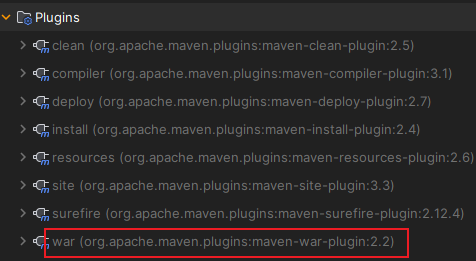 Plugins
clean (org.apache.maven.plugins:maven-clean-plugin:2.5)
compiler (org.apache.maven.plugins:maven-compiler-plugin:3.1)
deploy (org.apache.maven.plugins:maven-deploy-plugin:2.7)
install (org.apache.maven.plugins:maven-install-plugin:2.4)
resources (org.apache.maven.plugins:maven-resources-plugin:2.6)
site (org.apache.maven.plugins:maven-site-plugin:3.3)
surefire (org.apache.maven.plugins:maven-surefire-plugin:2.12.4)
war (org.apache.maven.plugins:maven-war-plugin:2.2)